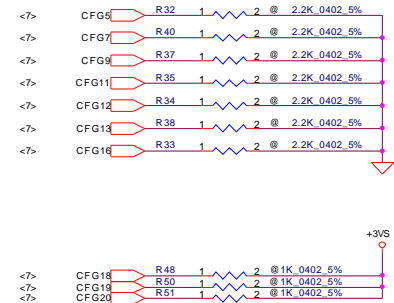 <7> CFG5 R32 1 2 @ 2.2K_0402_5%
<7> CFG7 R40 1 2 @ 2.2K_0402_5%
<7> CFG9 R37 1 2 @ 2.2K_0402_5%
<7> CFG11 R35 1 2 @ 2.2K_0402_5%
<7> CFG12 R34 1 2 @ 2.2K_0402_5%
<7> CFG13 R38 1 2 @ 2.2K_0402_5%
<7> CFG16 R33 1 2 @ 2.2K_0402_5%
+3VS
<7> CFG18 R48 1 2 @1K_0402_5%
<7> CFG19 R50 1 2 @1K_0402_5%
<7> CFG20 R51 1 2 @1K_0402_5%